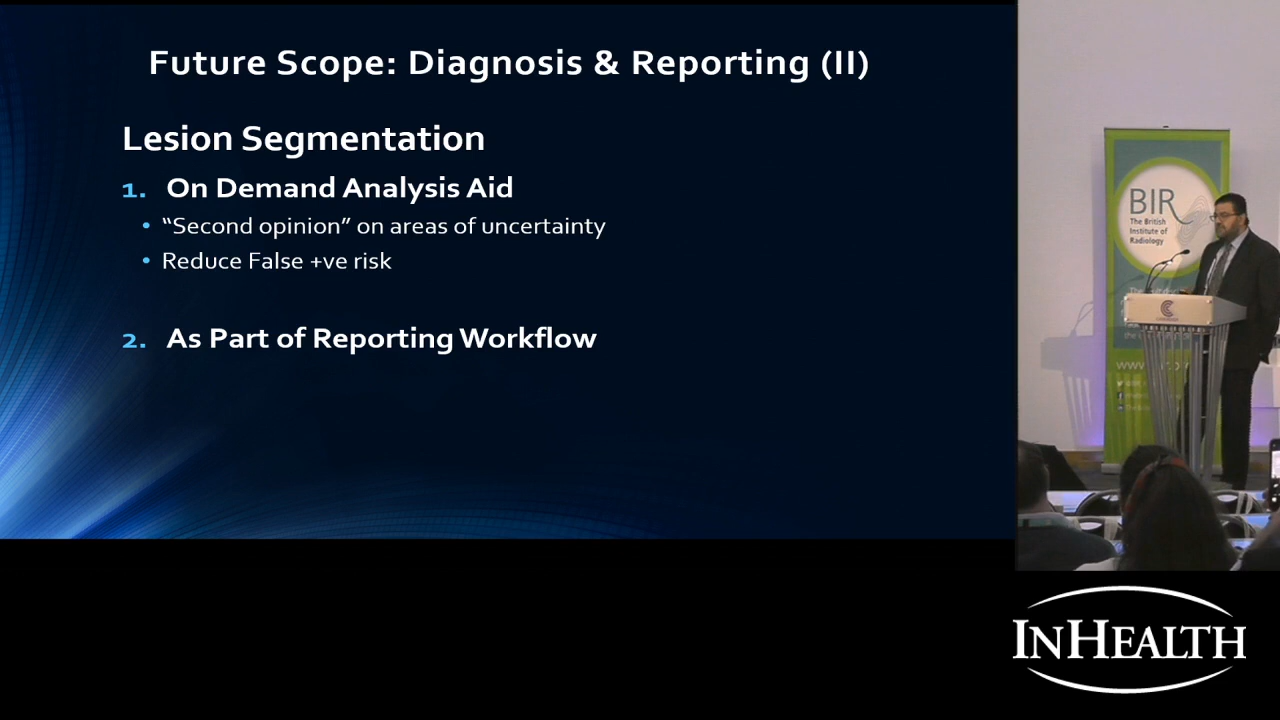 Future Scope: Diagnosis & Reporting (II)
Lesion Segmentation
1. On Demand Analysis Aid
• “Second opinion” on areas of uncertainty
• Reduce False +ve risk
2. As Part of Reporting Workflow
BIR
The British
Institute of
Radiology
INHEALTH